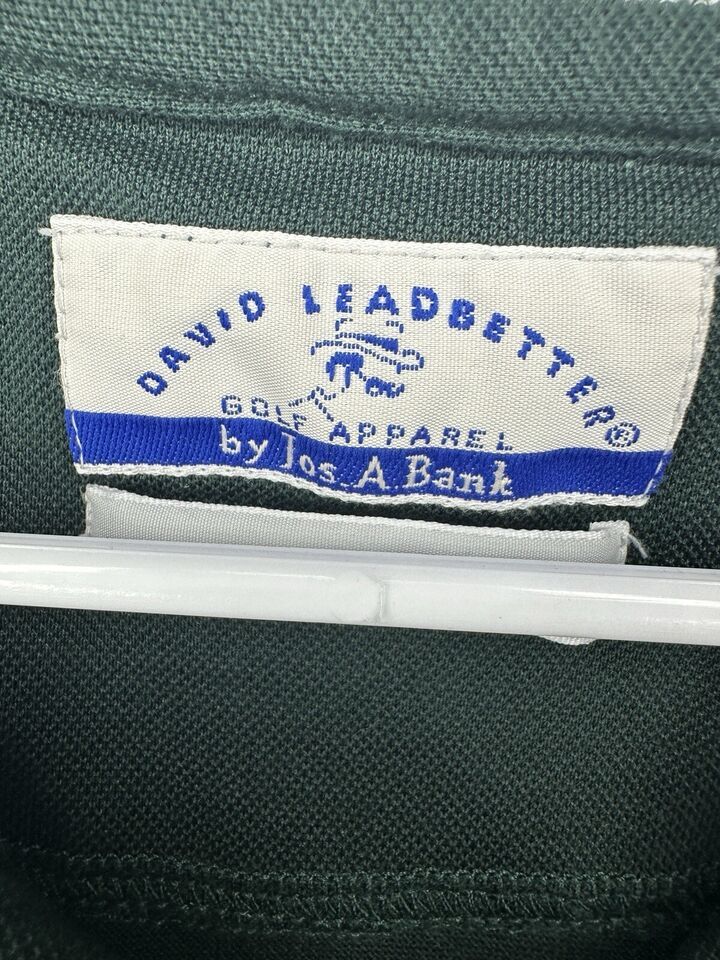 DAVID LEADBETTER®
GOLF APPAREL
by Jos A Bank